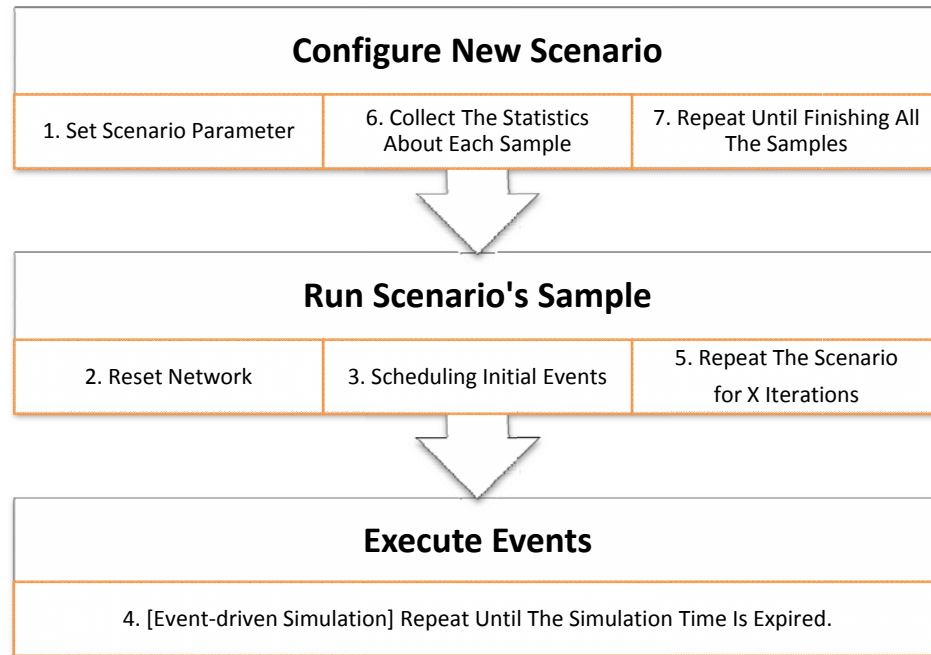 Configure New Scenario
1. Set Scenario Parameter
6. Collect The Statistics
About Each Sample
7. Repeat Until Finishing All
The Samples
Run Scenario's Sample
2. Reset Network
3. Scheduling Initial Events
5. Repeat The Scenario
for X Iterations
Execute Events
4. [Event-driven Simulation] Repeat Until The Simulation Time Is Expired.